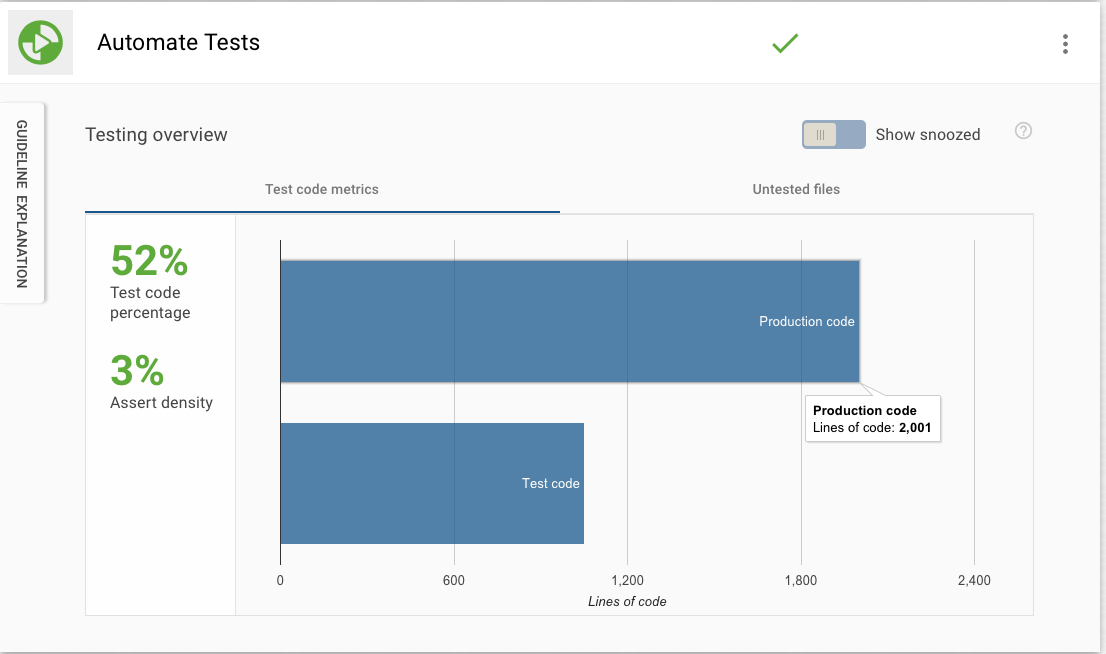 Automate Tests
GUIDELINE EXPLANATION
Testing overview
Show snoozed
?
Test code metrics
Untested files
52%
Test code
percentage
3%
Assert density
Production code
Production code
Lines of code: 2,001
Test code
0
600
1,200
1,800
2,400
Lines of code